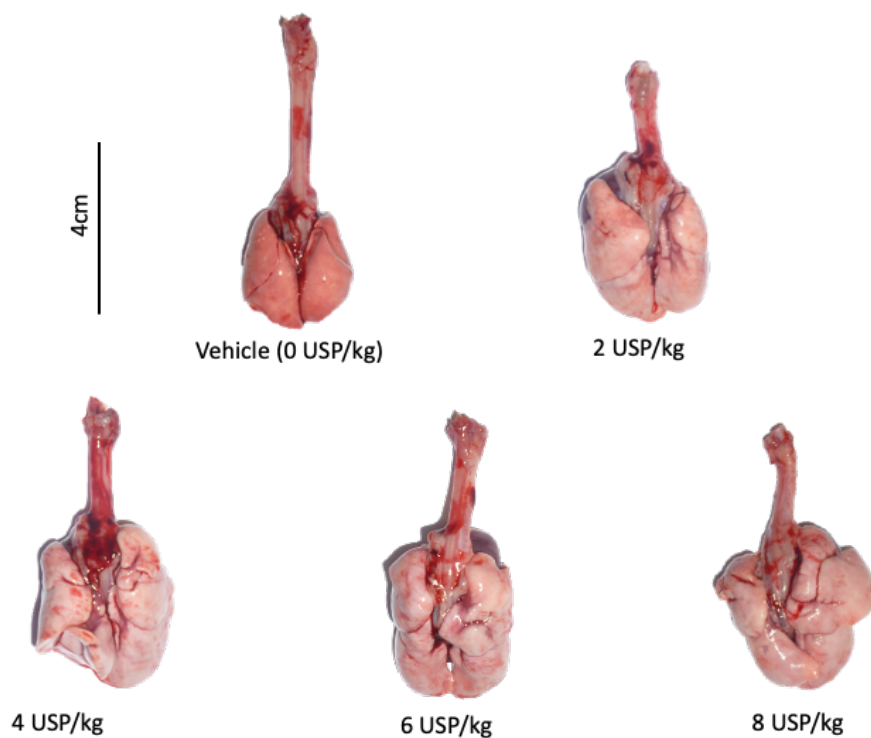 4cm
Vehicle (0 USP/kg)
2 USP/kg
4 USP/kg
6 USP/kg
8 USP/kg